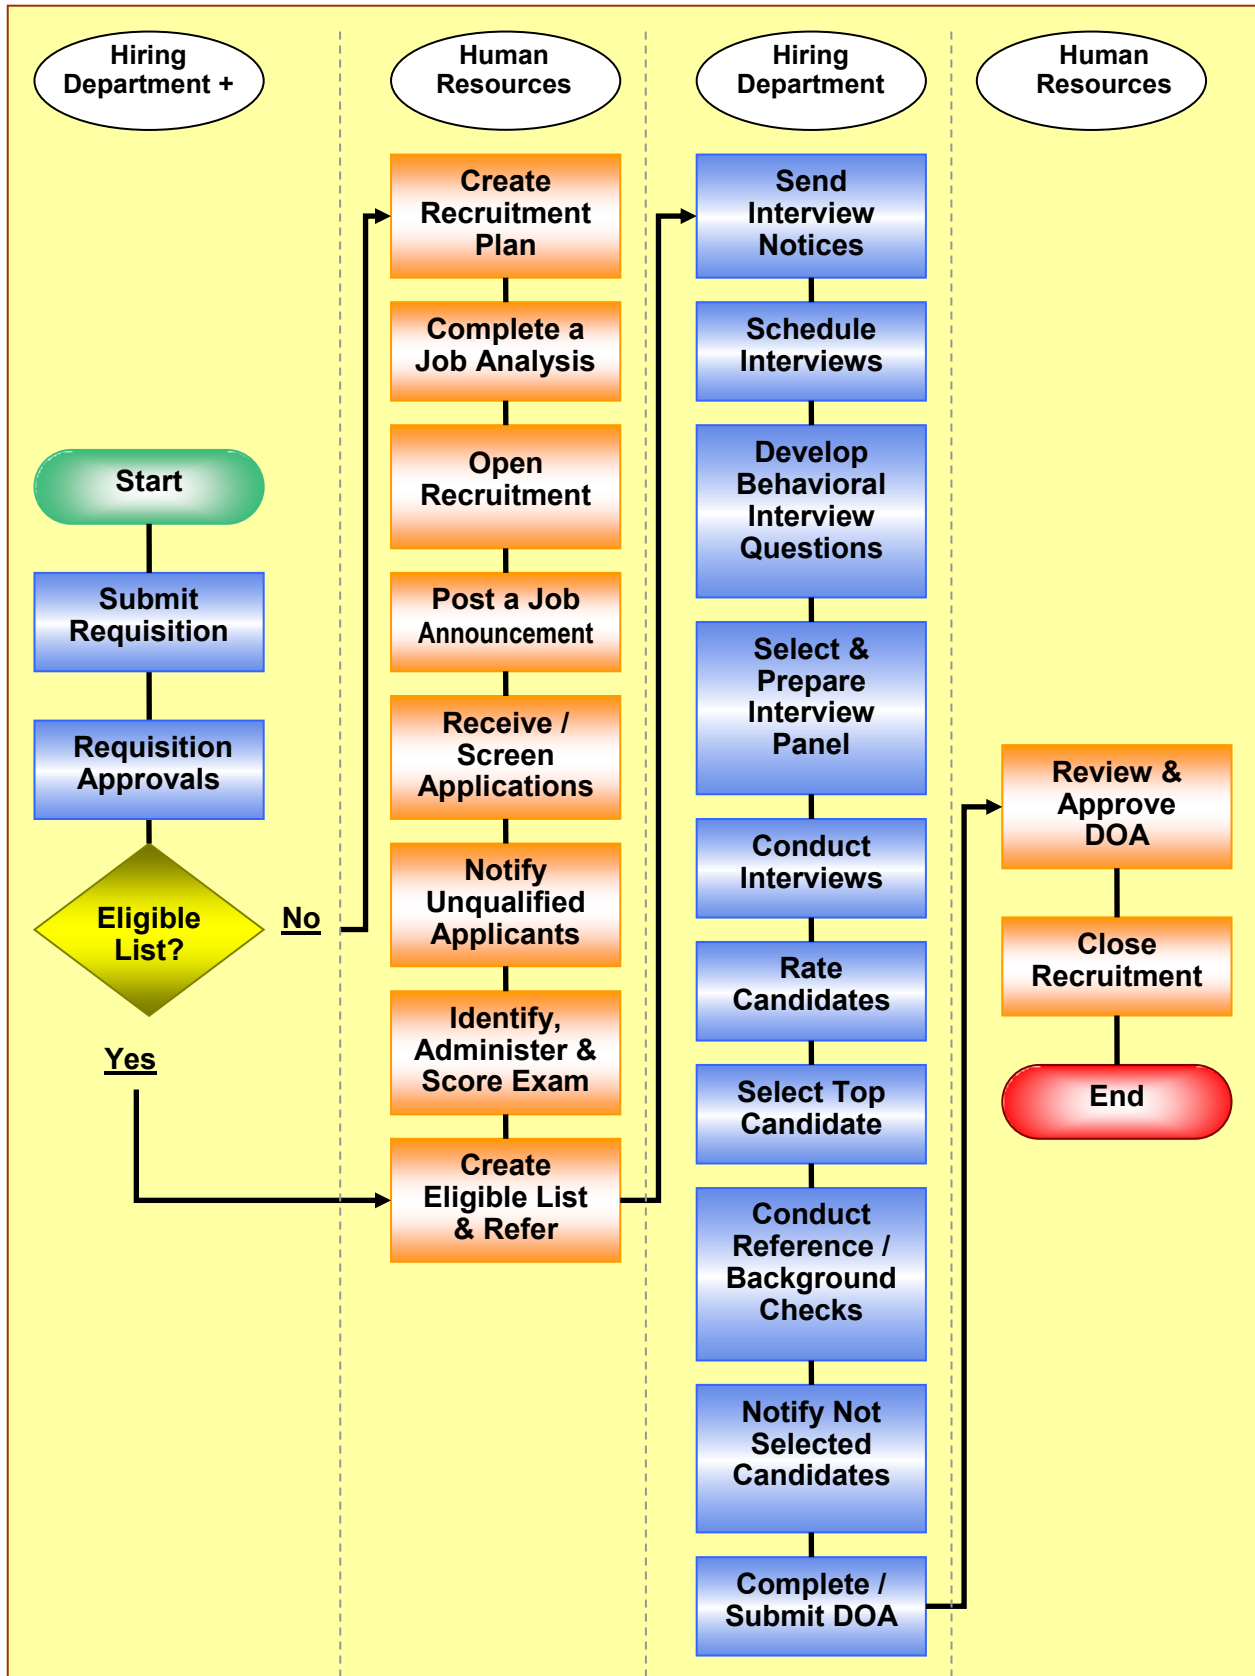 Hiring
Department +
Human
Resources
Hiring
Department
Human
Resources
Start
Submit
Requisition
Requisition
Approvals
Eligible
List?
No
Yes
Create
Recruitment
Plan
Complete a
Job Analysis
Open
Recruitment
Post a Job
Announcement
Receive /
Screen
Applications
Notify
Unqualified
Applicants
Identify,
Administer &
Score Exam
Create
Eligible List
& Refer
Send
Interview
Notices
Schedule
Interviews
Develop
Behavioral
Interview
Questions
Select &
Prepare
Interview
Panel
Conduct
Interviews
Rate
Candidates
Select Top
Candidate
Conduct
Reference /
Background
Checks
Notify Not
Selected
Candidates
Complete /
Submit DOA
Review &
Approve
DOA
Close
Recruitment
End